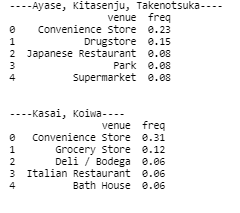 ----Ayase, Kitasenju, Takenotsuka----
venue freq
0 Convenience Store 0.23
1 Drugstore 0.15
2 Japanese Restaurant 0.08
3 Park 0.08
4 Supermarket 0.08
----Kasai, Koiwa----
venue freq
0 Convenience Store 0.31
1 Grocery Store 0.12
2 Deli / Bodega 0.06
3 Italian Restaurant 0.06
4 Bath House 0.06